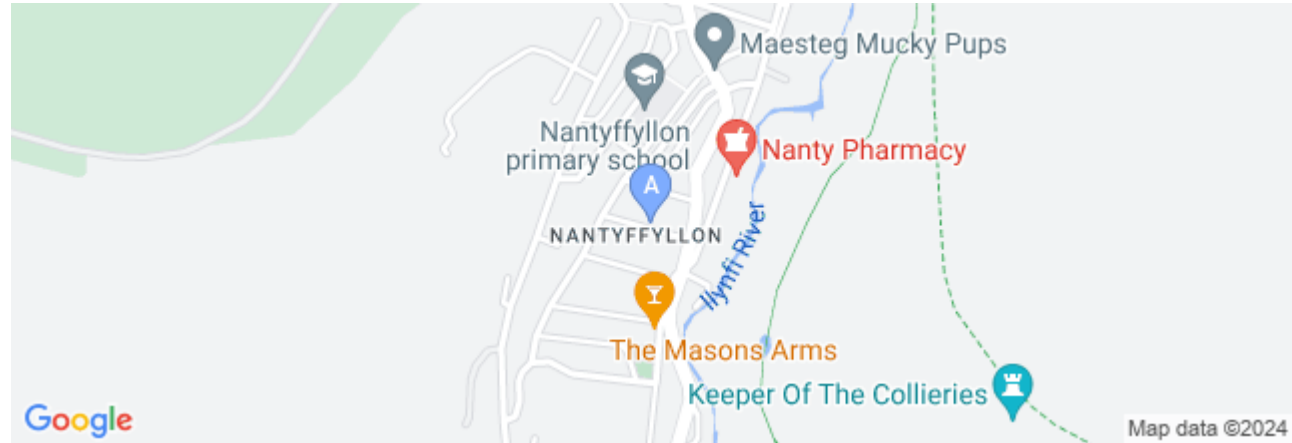 Maesteg Mucky Pups
Nantyffyllon
primary school
Nanty Pharmacy
A
NANTYFFYLLON
llynfi River
The Masons Arms
Keeper Of The Collieries
Google
Map data ©2024